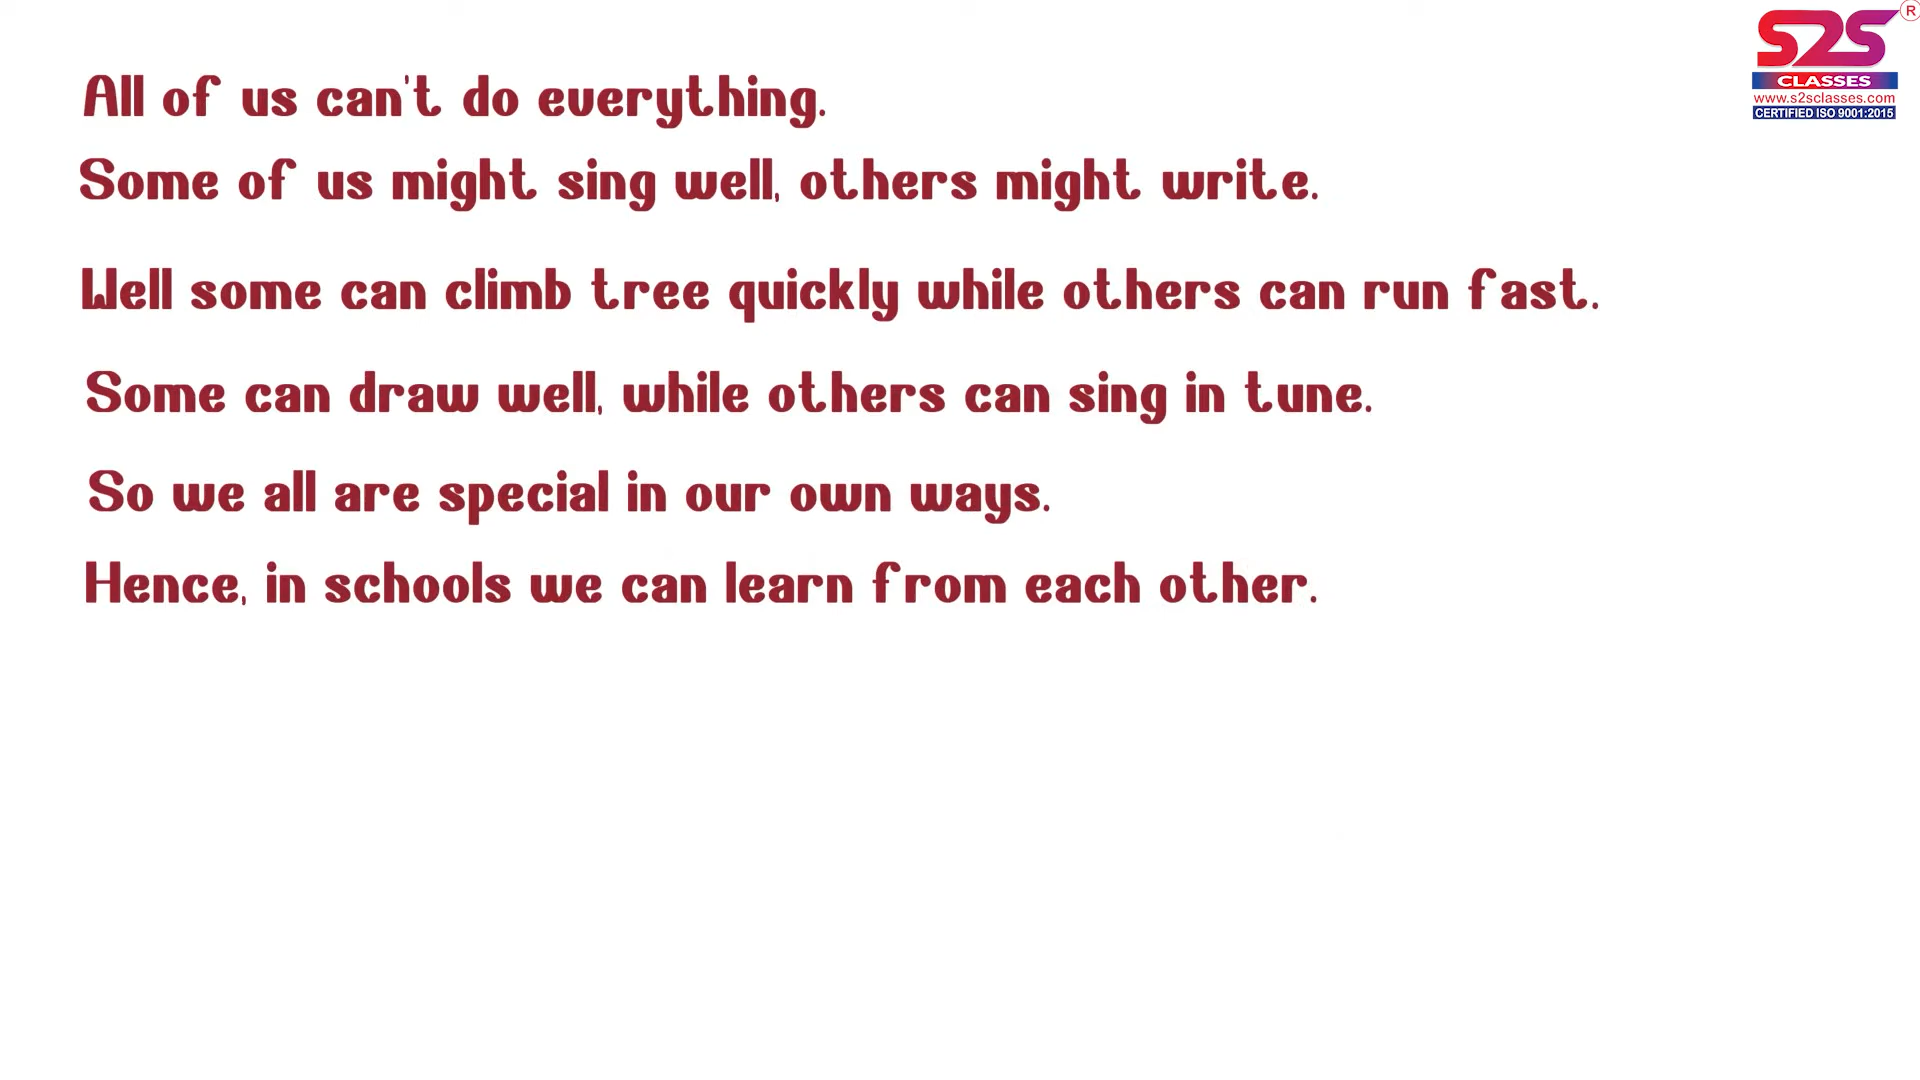 S2S®
CLASSES
www.s2sclasses.com
CERTIFIED ISO 9001:2015
All of us can't do everything.
Some of us might sing well, others might write.
Well some can climb tree quickly while others can run fast.
Some can draw well, while others can sing in tune.
So we all are special in our own ways.
Hence, in schools we can learn from each other.